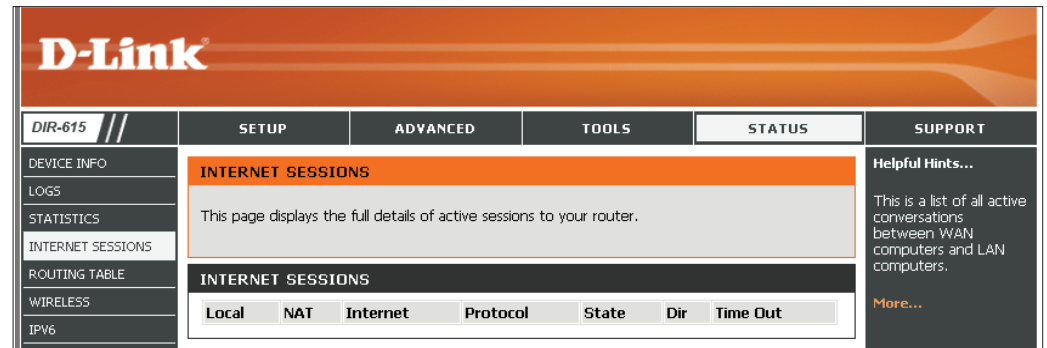 D-Link®
DIR-615
SETUP
ADVANCED
TOOLS
STATUS
SUPPORT
DEVICE INFO
LOGS
STATISTICS
INTERNET SESSIONS
ROUTING TABLE
WIRELESS
IPV6
INTERNET SESSIONS
This page displays the full details of active sessions to your router.
INTERNET SESSIONS
Local NAT Internet Protocol State Dir Time Out
Helpful Hints...
This is a list of all active
conversations
between WAN
computers and LAN
computers.
More...